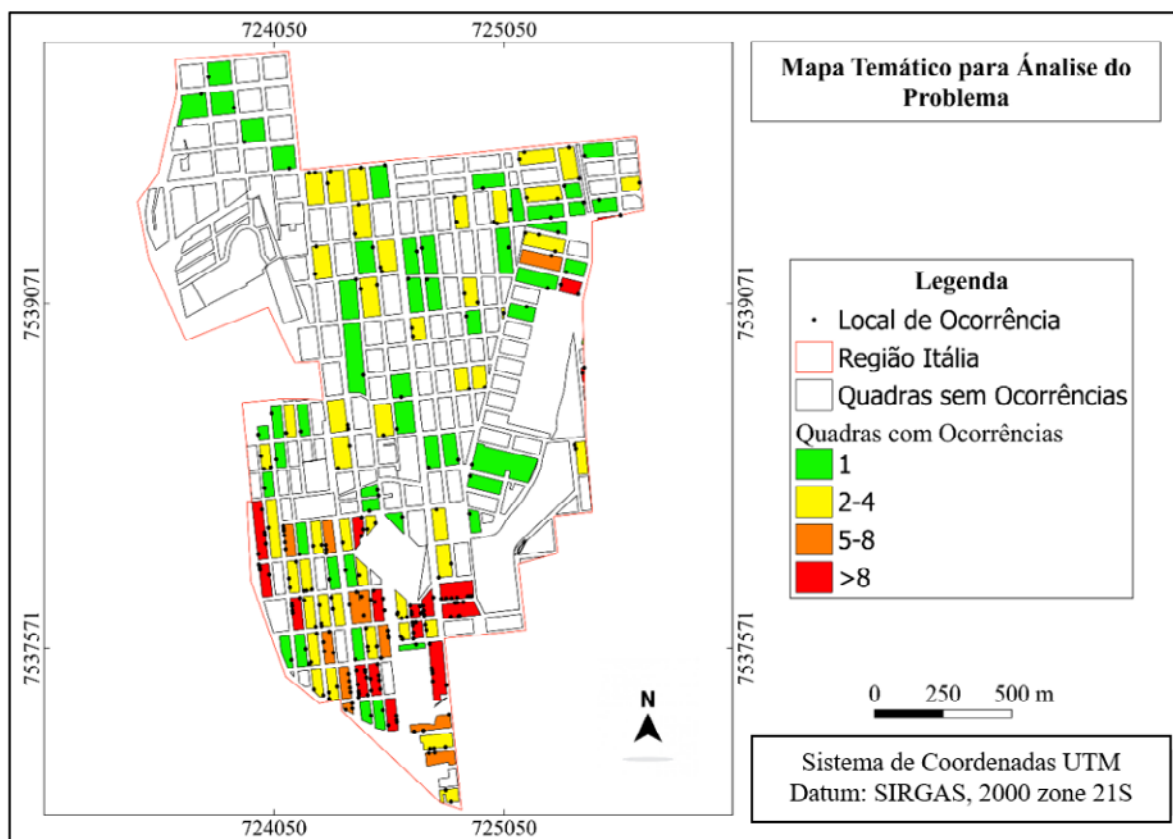 724050
725050
Mapa Temático para Ánalise do
Problema
7539071
7539071
Legenda
Local de Ocorrência
Região Itália
Quadras sem Ocorrências
Quadras com Ocorrências
1
2-4
5-8
>8
7537571
7537571
N
0 250 500 m
Sistema de Coordenadas UTM
Datum: SIRGAS, 2000 zone 21S
724050
725050